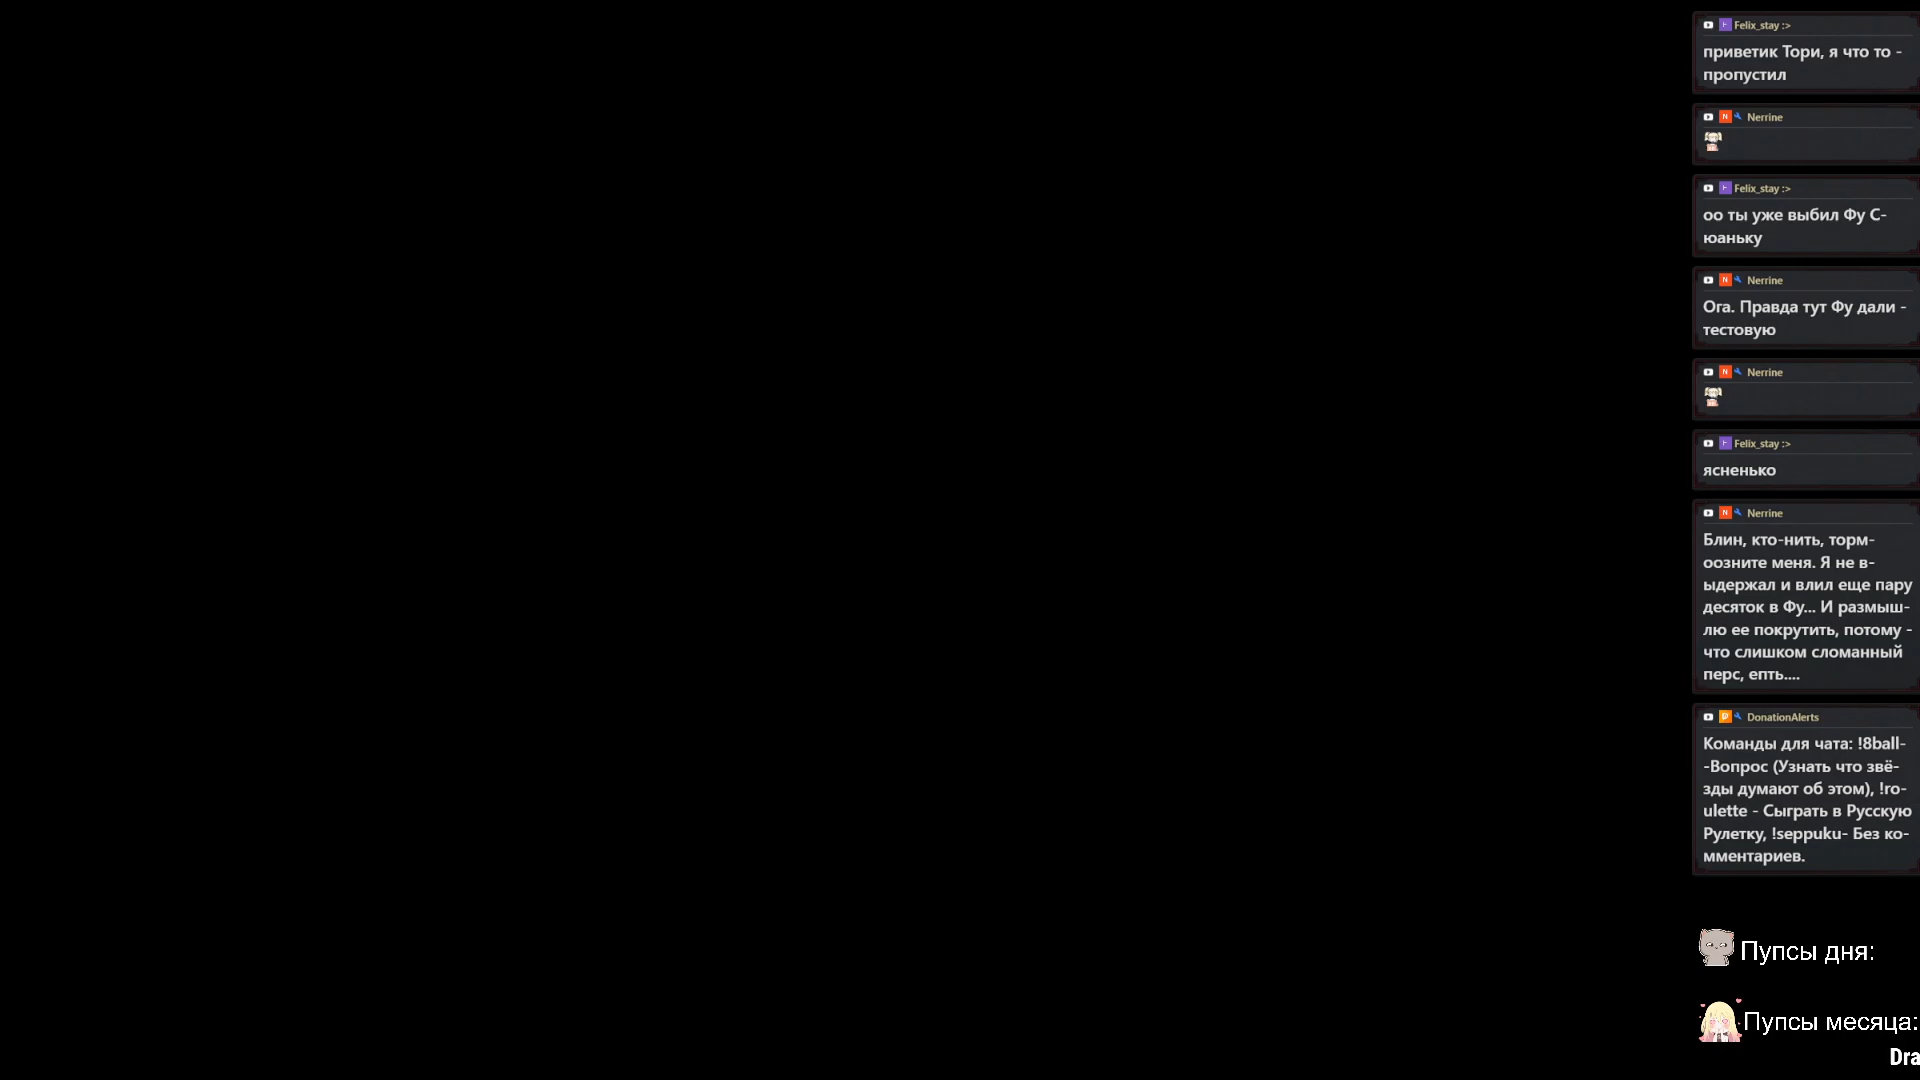 Felix_stay :>
приветик Тори, я что то -
пропустил
Nerrine
Felix_stay :>
оо ты уже выбил Фу С-
юаньку
Nerrine
Ога. Правда тут Фу дали -
тестовую
Nerrine
Felix_stay :>
ясненько
Nerrine
Блин, кто-нить, торм-
оозните меня. Я не в-
ыдержал и влил еще пару
десяток в Фу... И размыш-
лю ее покрутить, потому -
что слишком сломанный
перс, епть....
DonationAlerts
Команды для чата: !8ball-
-Вопрос (Узнать что звё-
зды думают об этом), !ro-
ulette - Сыграть в Русскую
Рулетку, !seppuku- Без ко-
мментариев.
Пупсы дня:
Пупсы месяца:
Dra